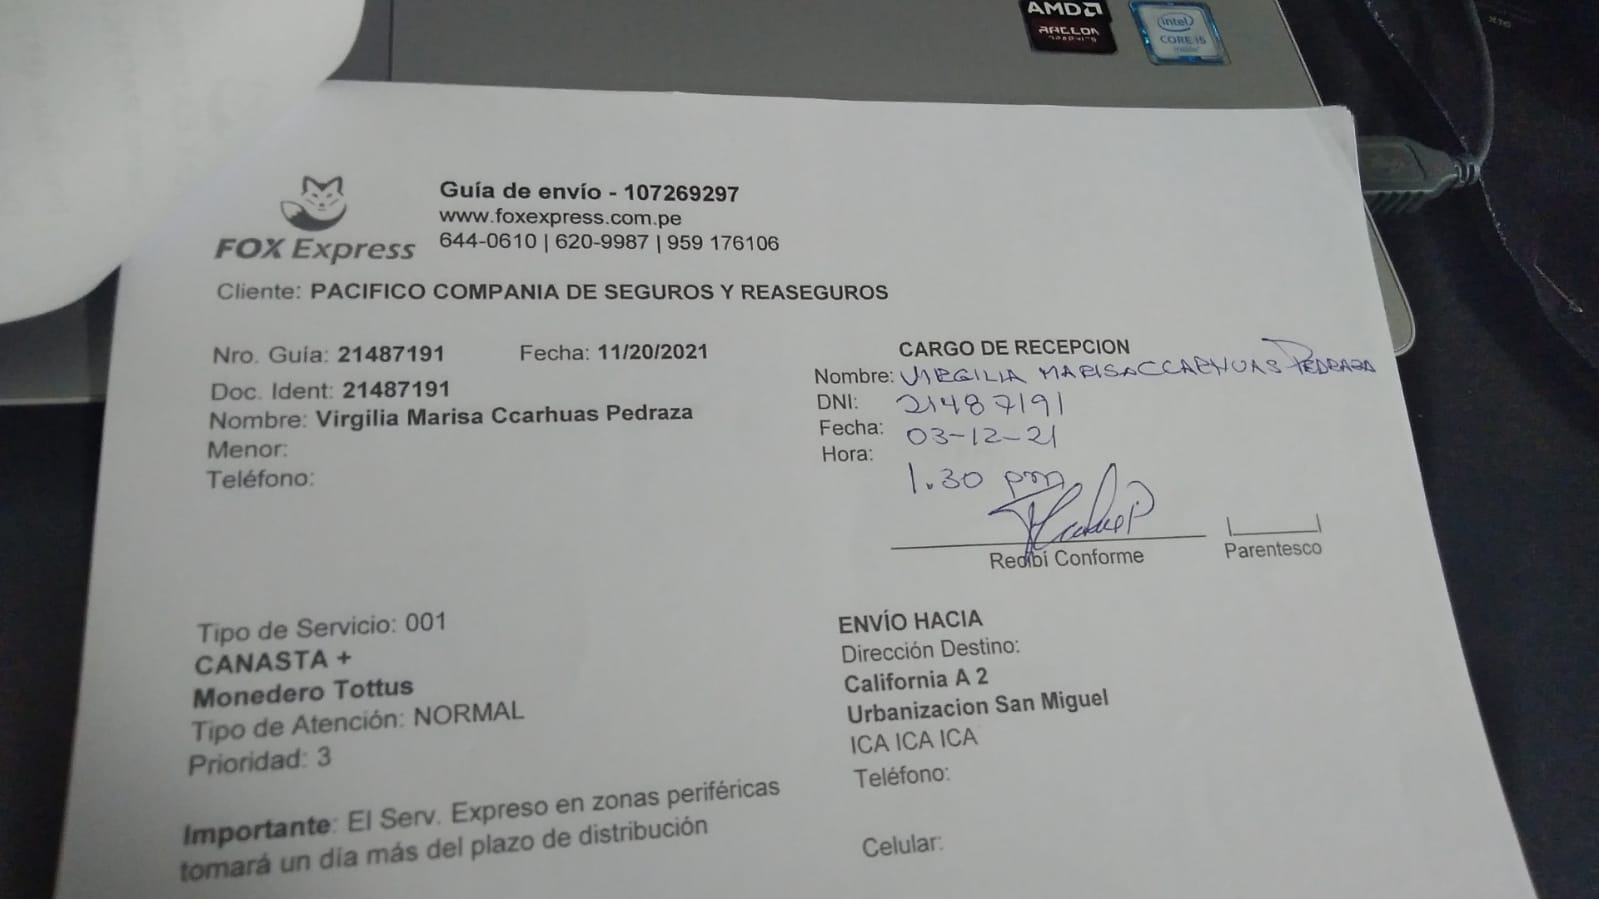 AMD
RADEON
GRAPHICS
intel
CORE i5
inside
Guía de envío - 107269297
www.foxexpress.com.pe
644-0610 | 620-9987 | 959 176106
FOX Express
Cliente: PACIFICO COMPANIA DE SEGUROS Y REASEGUROS
Nro. Guía: 21487191 Fecha: 11/20/2021
Doc. Ident: 21487191
Nombre: Virgilia Marisa Ccarhuas Pedraza
Menor:
Teléfono:
CARGO DE RECEPCION
Nombre: VIRGILIA MARISA CCARHUAS PEDRAZA
DNI: 21487191
Fecha: 03-12-21
Hora: 1.30 pm
Recibi Conforme
Parentesco
Tipo de Servicio: 001
CANASTA +
Monedero Tottus
Tipo de Atención: NORMAL
Prioridad: 3
Importante: El Serv. Expreso en zonas periféricas
tomará un día más del plazo de distribución
ENVÍO HACIA
Dirección Destino:
California A 2
Urbanizacion San Miguel
ICA ICA ICA
Teléfono:
Celular: